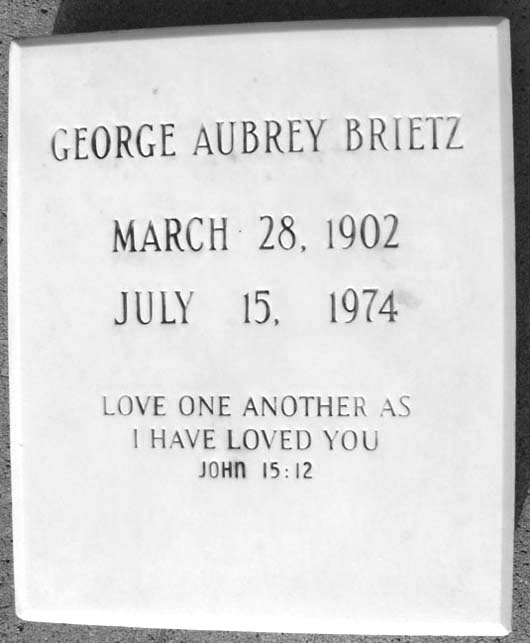 GEORGE AUBREY BRIETZ
MARCH 28, 1902
JULY 15, 1974
LOVE ONE ANOTHER AS
I HAVE LOVED YOU
JOHN 15:12